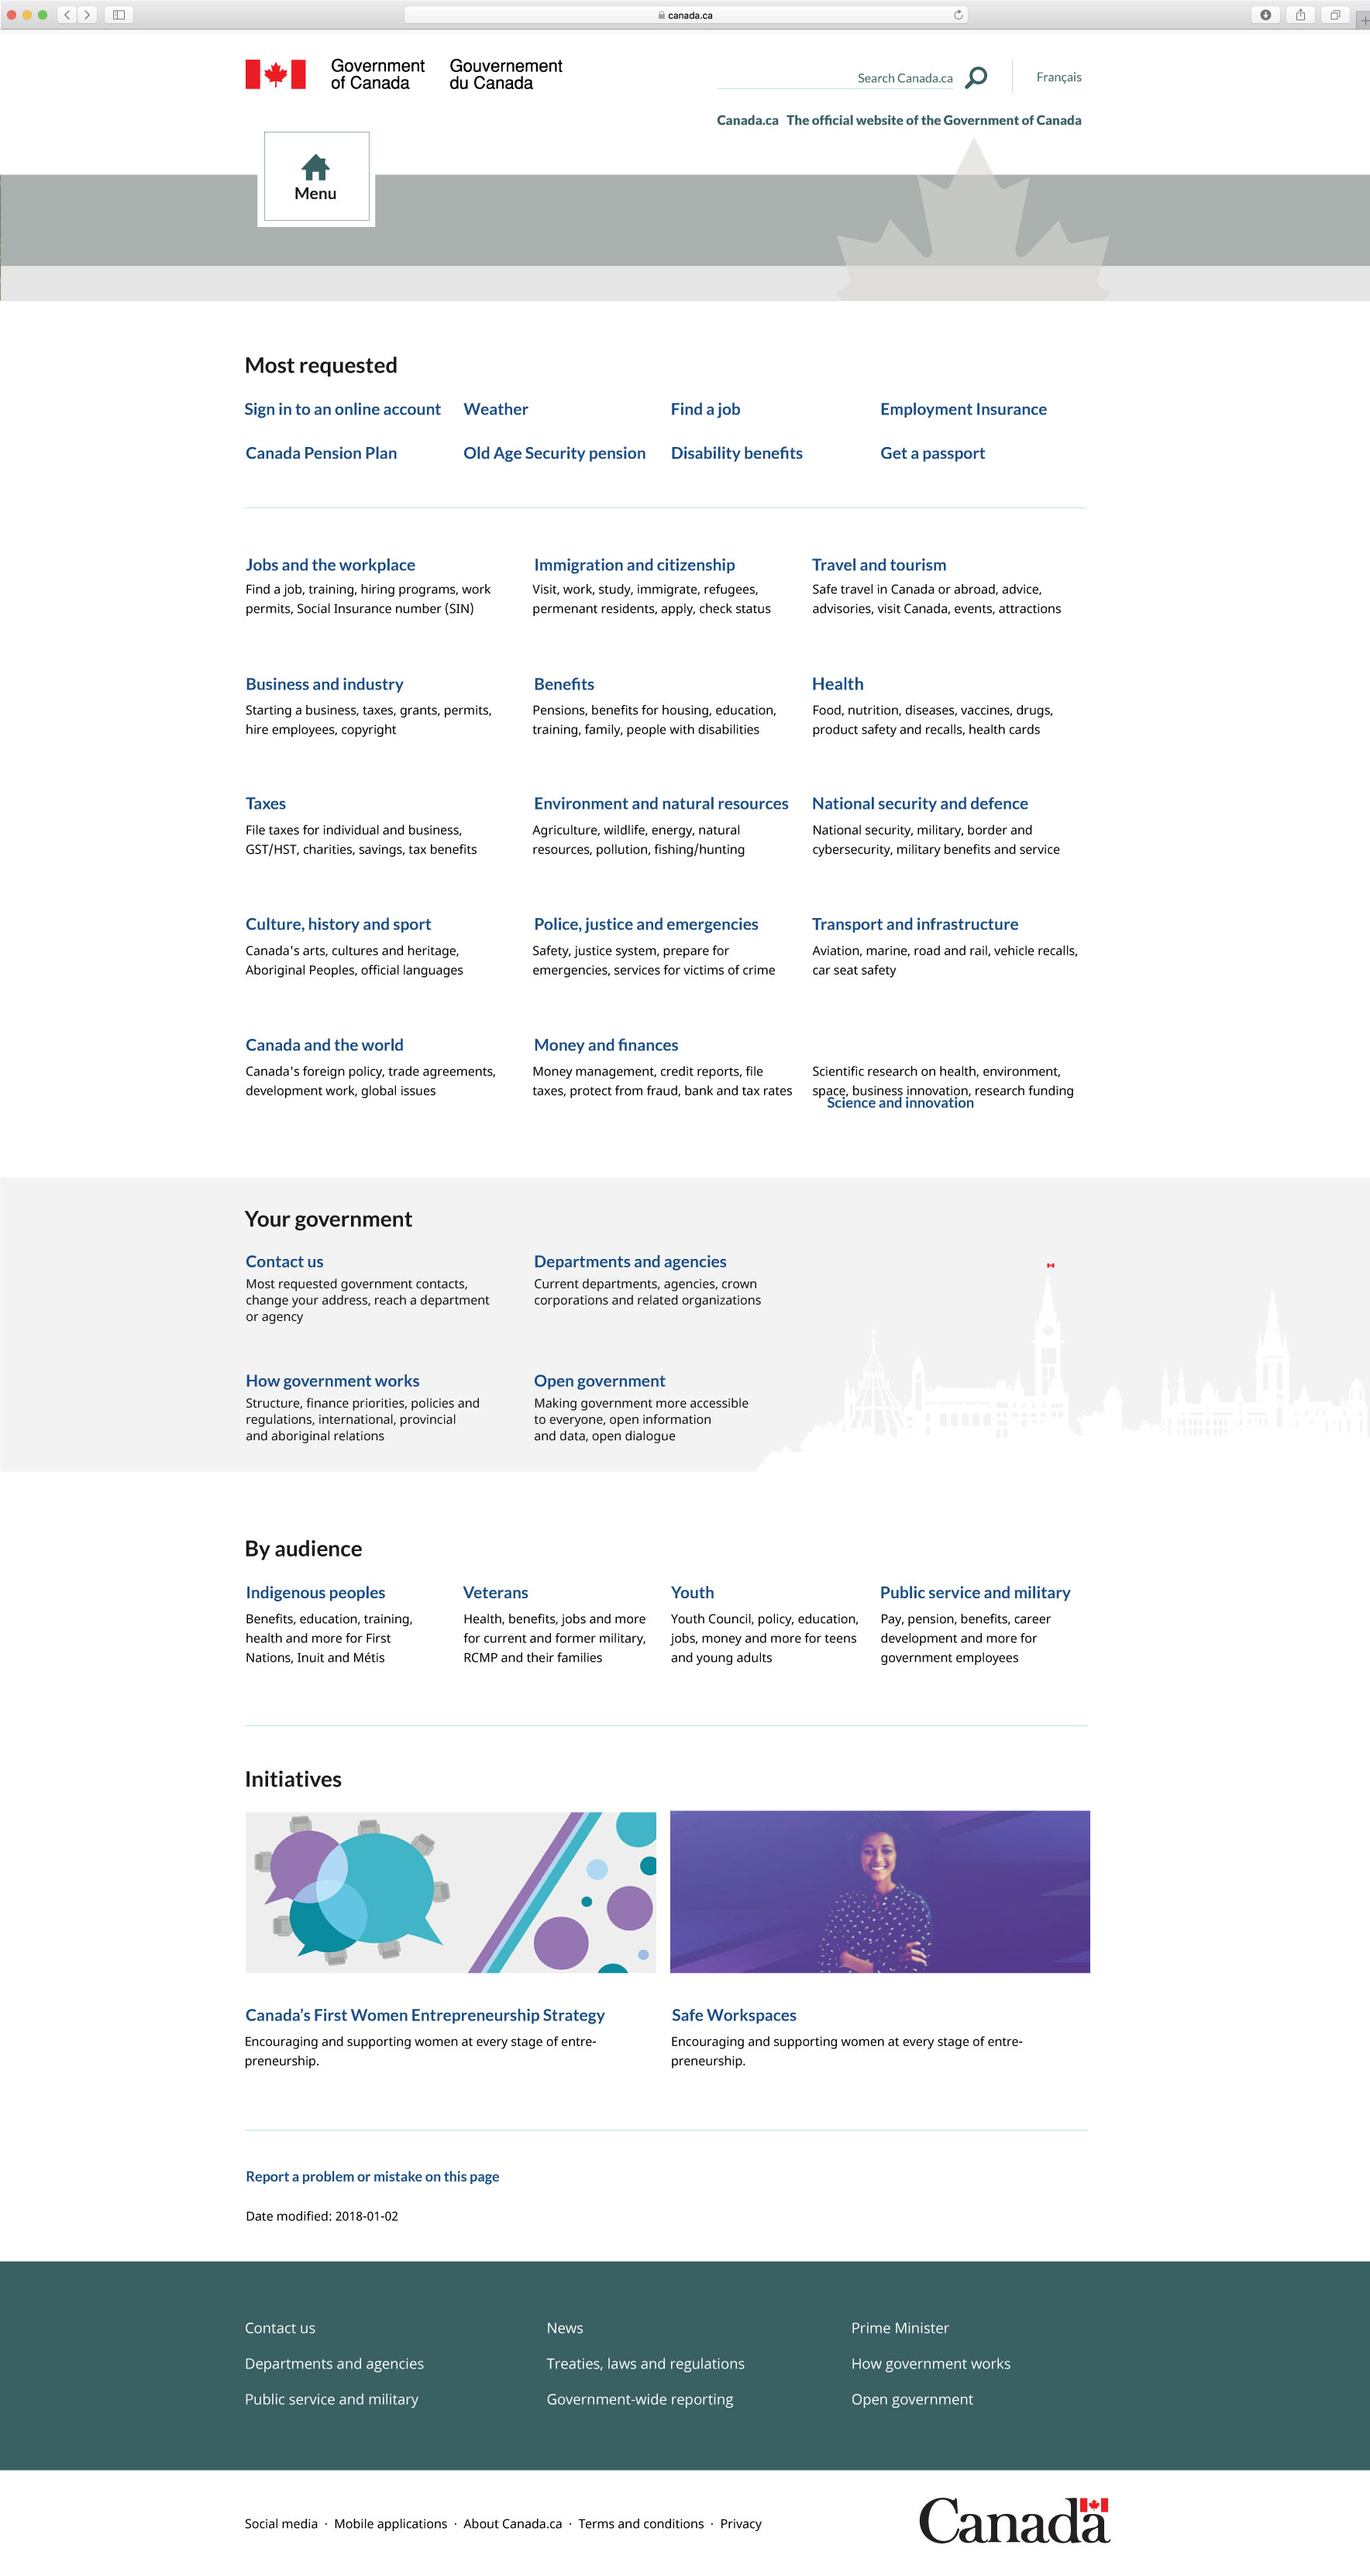 canada.ca
Government
of Canada
Gouvernement
du Canada
Search Canada.ca
Français
Canada.ca The official website of the Government of Canada
Menu
Most requested
Sign in to an online account
Weather
Find a job
Employment Insurance
Canada Pension Plan
Old Age Security pension
Disability benefits
Get a passport
Jobs and the workplace
Find a job, training, hiring programs, work
permits, Social Insurance number (SIN)
Immigration and citizenship
Visit, work, study, immigrate, refugees,
permenant residents, apply, check status
Travel and tourism
Safe travel in Canada or abroad, advice,
advisories, visit Canada, events, attractions
Business and industry
Starting a business, taxes, grants, permits,
hire employees, copyright
Benefits
Pensions, benefits for housing, education,
training, family, people with disabilities
Health
Food, nutrition, diseases, vaccines, drugs,
product safety and recalls, health cards
Taxes
File taxes for individual and business,
GST/HST, charities, savings, tax benefits
Environment and natural resources
Agriculture, wildlife, energy, natural
resources, pollution, fishing/hunting
National security and defence
National security, military, border and
cybersecurity, military benefits and service
Culture, history and sport
Canada's arts, cultures and heritage,
Aboriginal Peoples, official languages
Police, justice and emergencies
Safety, justice system, prepare for
emergencies, services for victims of crime
Transport and infrastructure
Aviation, marine, road and rail, vehicle recalls,
car seat safety
Canada and the world
Canada's foreign policy, trade agreements,
development work, global issues
Money and finances
Money management, credit reports, file
taxes, protect from fraud, bank and tax rates
Scientific research on health, environment,
space, business innovation, research funding
Science and innovation
Your government
Contact us
Most requested government contacts,
change your address, reach a department
or agency
Departments and agencies
Current departments, agencies, crown
corporations and related organizations
How government works
Structure, finance priorities, policies and
regulations, international, provincial
and aboriginal relations
Open government
Making government more accessible
to everyone, open information
and data, open dialogue
By audience
Indigenous peoples
Benefits, education, training,
health and more for First
Nations, Inuit and Métis
Veterans
Health, benefits, jobs and more
for current and former military,
RCMP and their families
Youth
Youth Council, policy, education,
jobs, money and more for teens
and young adults
Public service and military
Pay, pension, benefits, career
development and more for
government employees
Initiatives
Canada’s First Women Entrepreneurship Strategy
Encouraging and supporting women at every stage of entre-
preneurship.
Safe Workspaces
Encouraging and supporting women at every stage of entre-
preneurship.
Report a problem or mistake on this page
Date modified: 2018-01-02
Contact us
News
Prime Minister
Departments and agencies
Treaties, laws and regulations
How government works
Public service and military
Government-wide reporting
Open government
Social media · Mobile applications · About Canada.ca · Terms and conditions · Privacy
Canada